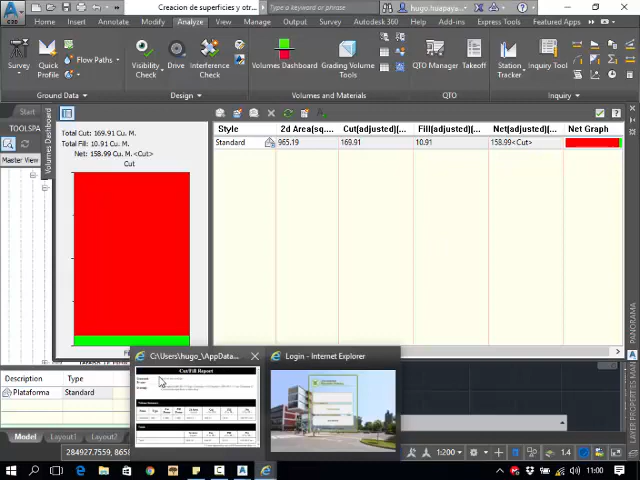 Creacion de superficies y otr...
Type a keyword or phrase
hugo.huapaya...
Insert Annotate Modify Analyze View Manage Output Survey Autodesk 360 Help Add-ins Express Tools Featured Apps
Survey
Quick Profile
Flow Paths
Visibility Check
Drive
Interference Check
Volumes Dashboard
Grading Volume Tools
QTO Manager
Takeoff
Station Tracker
Inquiry Tool
Ground Data
Design
Volumes and Materials
QTO
Inquiry
Start
TOOLSPA
Master View
Volumes Dashboard
Total Cut: 169.91 Cu. M.
Total Fill: 10.91 Cu. M.
Net: 158.99 Cu. M.<Cut>
Cut
Style 2d Area(sq.... Cut(adjusted)(... Fill(adjusted)(... Net(adjusted)(... Net Graph
Standard 965.19 169.91 10.91 158.99<Cut>
PANORAMA
LAYER PROPERTIES MAN
C:\Users\hugo_\AppData...
Login - Internet Explorer
Cut/Fill Report
Description Type
Plataforma Standard
Model Layout1 Layout2
284927.7559, 8658
1:200
1.4
11:00